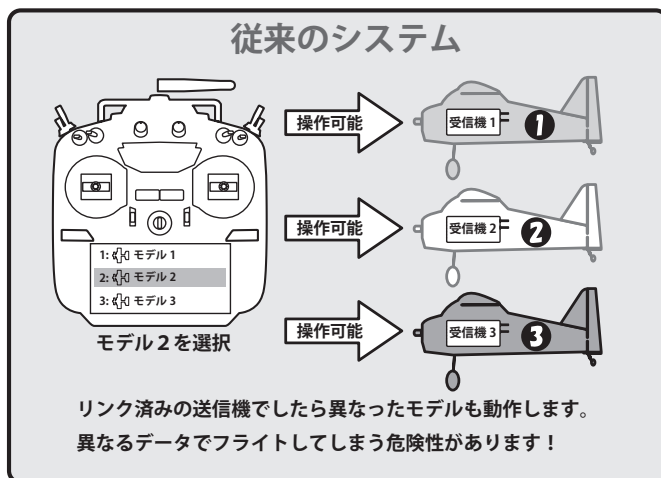 従来のシステム
操作可能
受信機 1
1
操作可能
受信機 2
2
1: モデル 1
2: モデル 2
3: モデル 3
操作可能
受信機 3
3
モデル 2 を選択
リンク済みの送信機でしたら異なったモデルも動作します。
異なるデータでフライトしてしまう危険性があります！